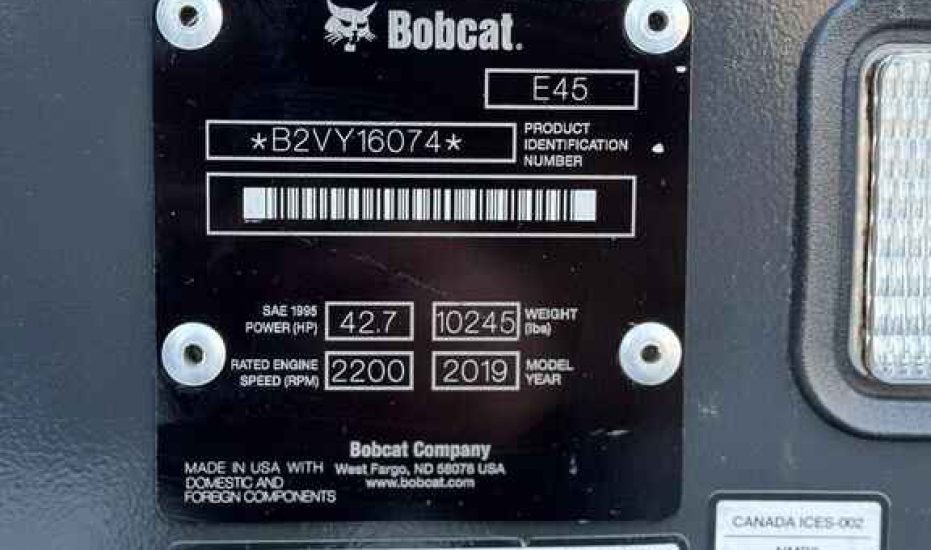 Bobcat.
E45
*B2VY16074*
PRODUCT
IDENTIFICATION
NUMBER
SAE 1995
POWER (HP)
42.7
10245
WEIGHT
(lbs)
RATED ENGINE
SPEED (RPM)
2200
2019
MODEL
YEAR
Bobcat Company
West Fargo, ND 58078 USA
www.bobcat.com
MADE IN USA WITH
DOMESTIC AND
FOREIGN COMPONENTS
CANADA ICES-002